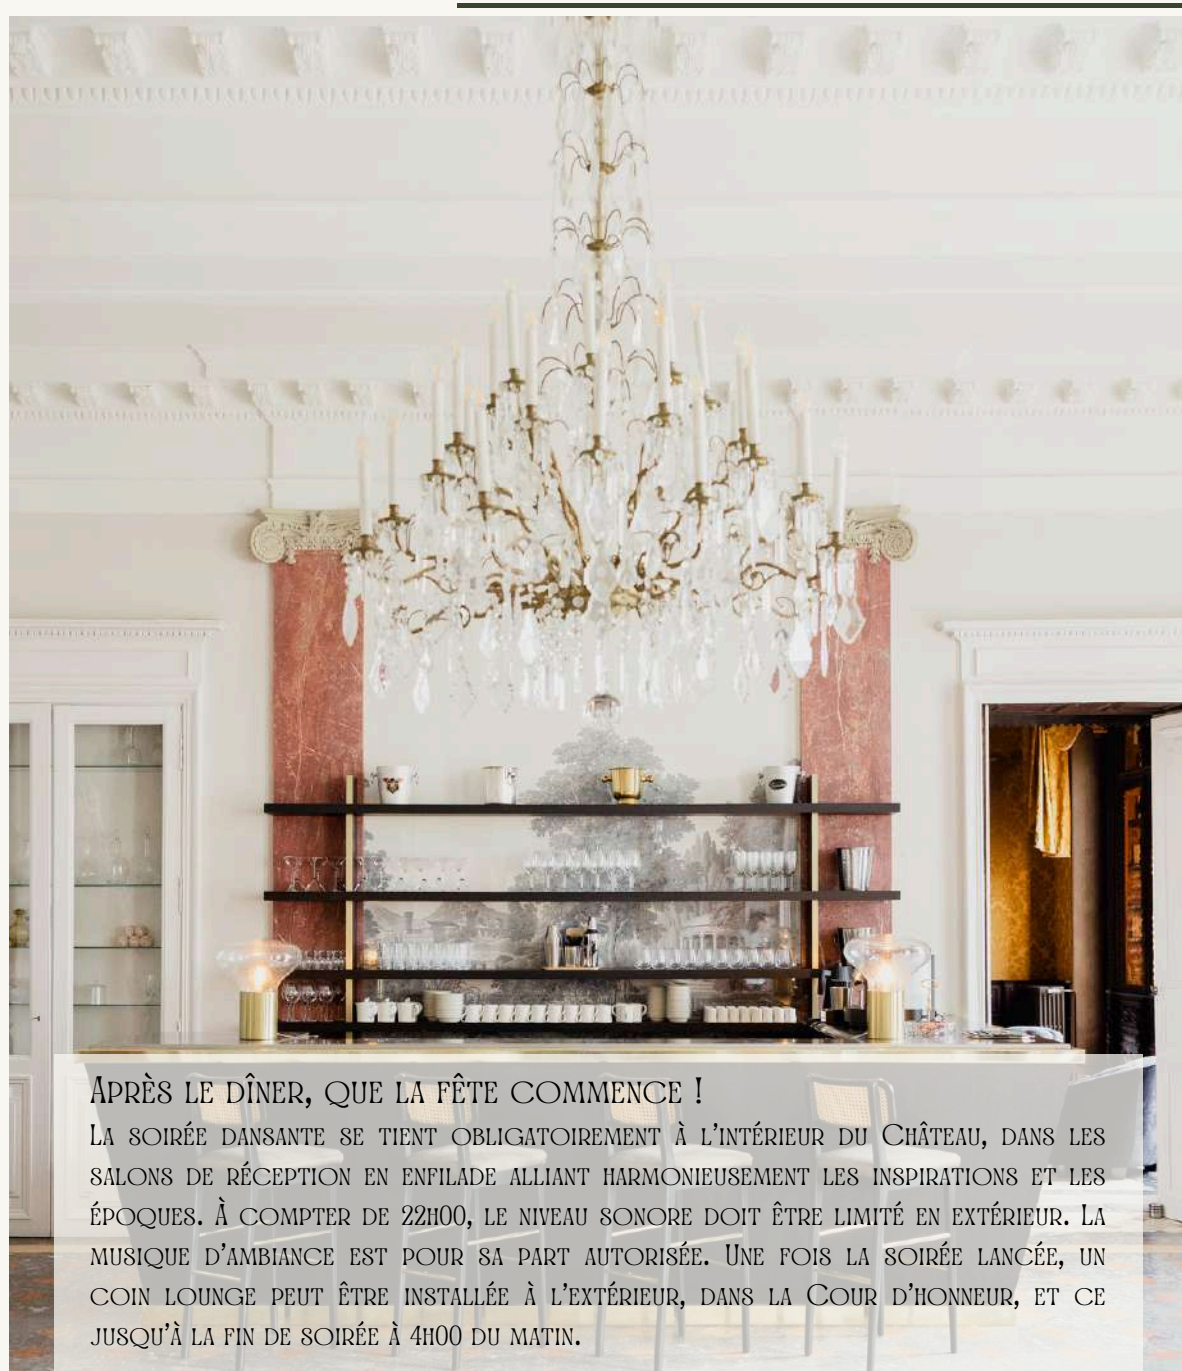 Après le dîner, que la fête commence !
La soirée dansante se tient obligatoirement à l'intérieur du Château, dans les
salons de réception en enfilade alliant harmonieusement les inspirations et les
époques. À compter de 22h00, le niveau sonore doit être limité en extérieur. La
musique d'ambiance est pour sa part autorisée. Une fois la soirée lancée, un
coin lounge peut être installée à l'extérieur, dans la Cour d'honneur, et ce
jusqu'à la fin de soirée à 4h00 du matin.